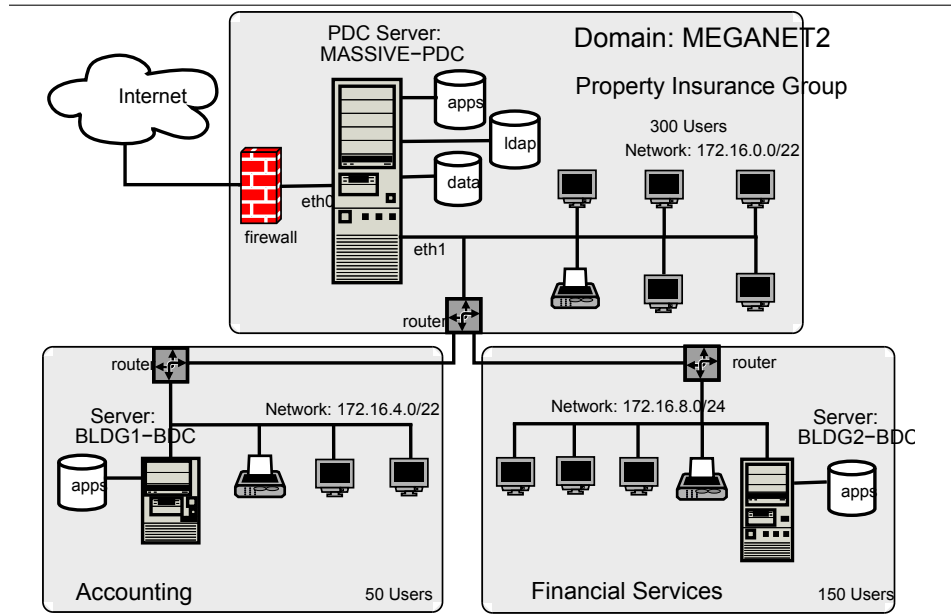 PDC Server:
MASSIVE−PDC
Domain: MEGANET2
Property Insurance Group
Internet
apps
ldap
data
300 Users
Network: 172.16.0.0/22
eth0
firewall
eth1
router
router
router
Server:
BLDG1−BDC
Network: 172.16.4.0/22
apps
Accounting
50 Users
Network: 172.16.8.0/24
Server:
BLDG2−BDC
apps
Financial Services
150 Users